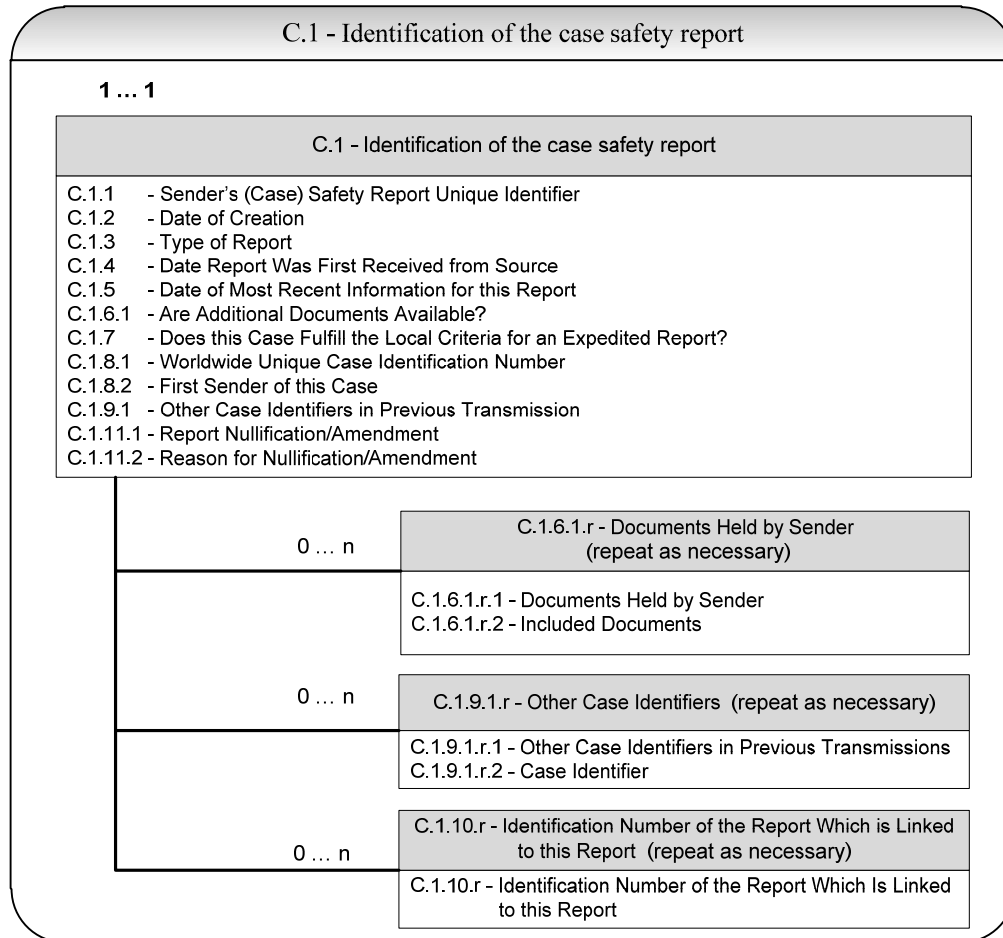 C.1 - Identification of the case safety report
1 ... 1
C.1 - Identification of the case safety report
C.1.1 - Sender's (Case) Safety Report Unique Identifier
C.1.2 - Date of Creation
C.1.3 - Type of Report
C.1.4 - Date Report Was First Received from Source
C.1.5 - Date of Most Recent Information for this Report
C.1.6.1 - Are Additional Documents Available?
C.1.7 - Does this Case Fulfill the Local Criteria for an Expedited Report?
C.1.8.1 - Worldwide Unique Case Identification Number
C.1.8.2 - First Sender of this Case
C.1.9.1 - Other Case Identifiers in Previous Transmission
C.1.11.1 - Report Nullification/Amendment
C.1.11.2 - Reason for Nullification/Amendment
0 ... n
C.1.6.1.r - Documents Held by Sender
(repeat as necessary)
C.1.6.1.r.1 - Documents Held by Sender
C.1.6.1.r.2 - Included Documents
0 ... n
C.1.9.1.r - Other Case Identifiers (repeat as necessary)
C.1.9.1.r.1 - Other Case Identifiers in Previous Transmissions
C.1.9.1.r.2 - Case Identifier
0 ... n
C.1.10.r - Identification Number of the Report Which is Linked
to this Report (repeat as necessary)
C.1.10.r - Identification Number of the Report Which Is Linked
to this Report